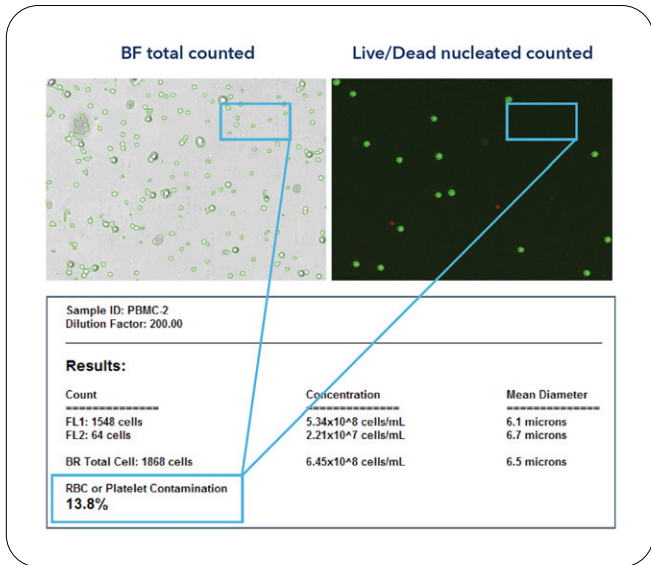 BF total counted
Live/Dead nucleated counted
Sample ID: PBMC-2
Dilution Factor: 200.00
Results:
Count Concentration Mean Diameter
============== ============== ==============
FL1: 1548 cells 5.34x10^8 cells/mL 6.1 microns
FL2: 64 cells 2.21x10^7 cells/mL 6.7 microns
BR Total Cell: 1868 cells 6.45x10^8 cells/mL 6.5 microns
RBC or Platelet Contamination
13.8%